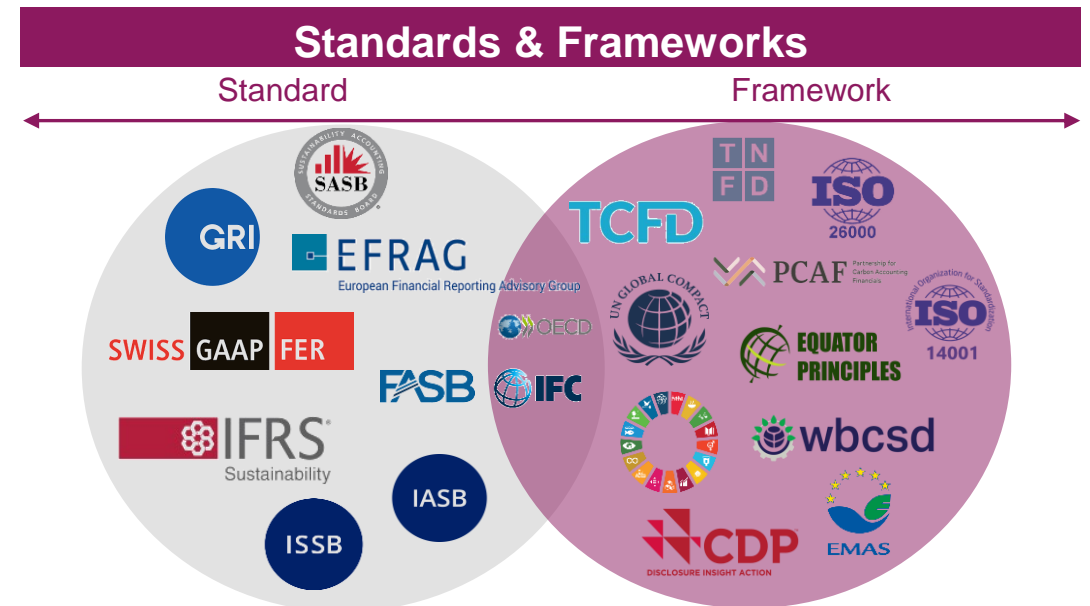 Standards & Frameworks
Standard
Framework
SUSTAINABILITY ACCOUNTING
SASB
STANDARDS BOARD
GRI
EFRAG
European Financial Reporting Advisory Group
SWISS GAAP FER
FASB
IFRS
Sustainability
IASB
ISSB
OECD
IFC
TN
FD
TCFD
ISO
26000
PCAF
Partnership for
Carbon Accounting
Financials
UN GLOBAL COMPACT
International Organization for Standardization
ISO
14001
EQUATOR
PRINCIPLES
wbcsd
CDP
DISCLOSURE INSIGHT ACTION
EMAS